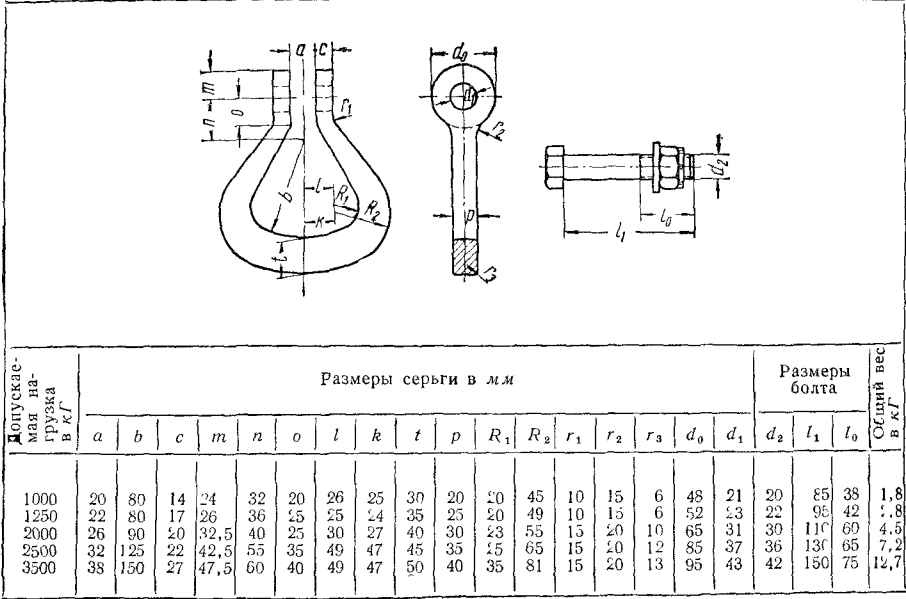 a c d₀
m
o
n
r₁
d₁
r₂
l
b
R₁
R₂
k
t
p
r₃
d₂
l₀
l₁
Допускаемая нагрузка в кГ | Размеры серьги в мм | Размеры болта | Общий вес в кГ
a b c m n o l k t p R₁ R₂ r₁ r₂ r₃ d₀ d₁ d₂ l₁ l₀
1000 20 80 14 24 32 20 26 25 30 20 20 45 10 15 6 48 21 20 85 38 1,8
1250 22 80 17 26 36 25 25 24 35 25 20 49 10 15 6 52 23 22 95 42 2,8
2000 26 90 20 32,5 40 25 30 27 40 30 23 55 15 20 10 65 31 30 110 60 4,5
2500 32 125 22 42,5 55 35 49 47 45 35 25 65 15 20 12 85 37 36 130 65 7,2
3500 38 150 27 47,5 60 40 49 47 50 40 35 81 15 20 13 95 43 42 150 75 12,7